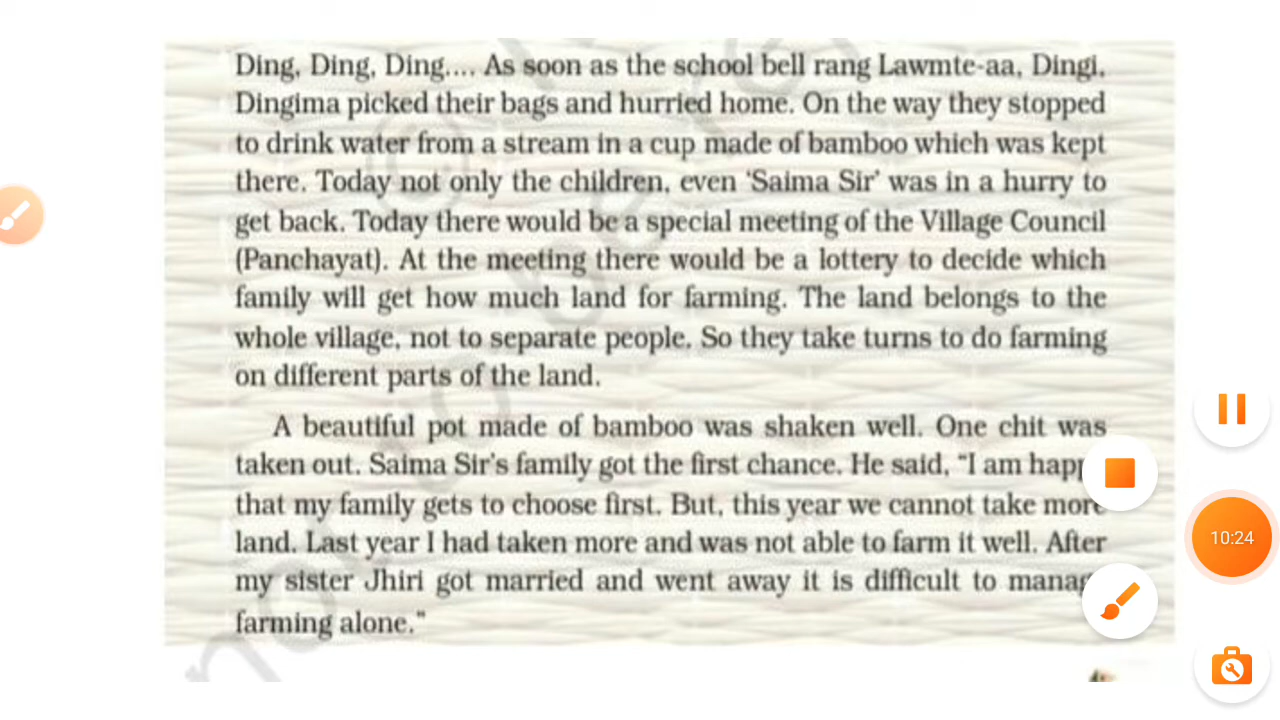 Ding, Ding, Ding.... As soon as the school bell rang Lawmte-aa, Dingi,
Dingima picked their bags and hurried home. On the way they stopped
to drink water from a stream in a cup made of bamboo which was kept
there. Today not only the children, even ‘Saima Sir’ was in a hurry to
get back. Today there would be a special meeting of the Village Council
(Panchayat). At the meeting there would be a lottery to decide which
family will get how much land for farming. The land belongs to the
whole village, not to separate people. So they take turns to do farming
on different parts of the land.
A beautiful pot made of bamboo was shaken well. One chit was
taken out. Saima Sir's family got the first chance. He said, "I am
that my family gets to choose first. But, this year we cannot take more
land. Last year I had taken more and was not able to farm it well. After
my sister Jhiri got married and went away it is difficult to
farming alone."
10:24